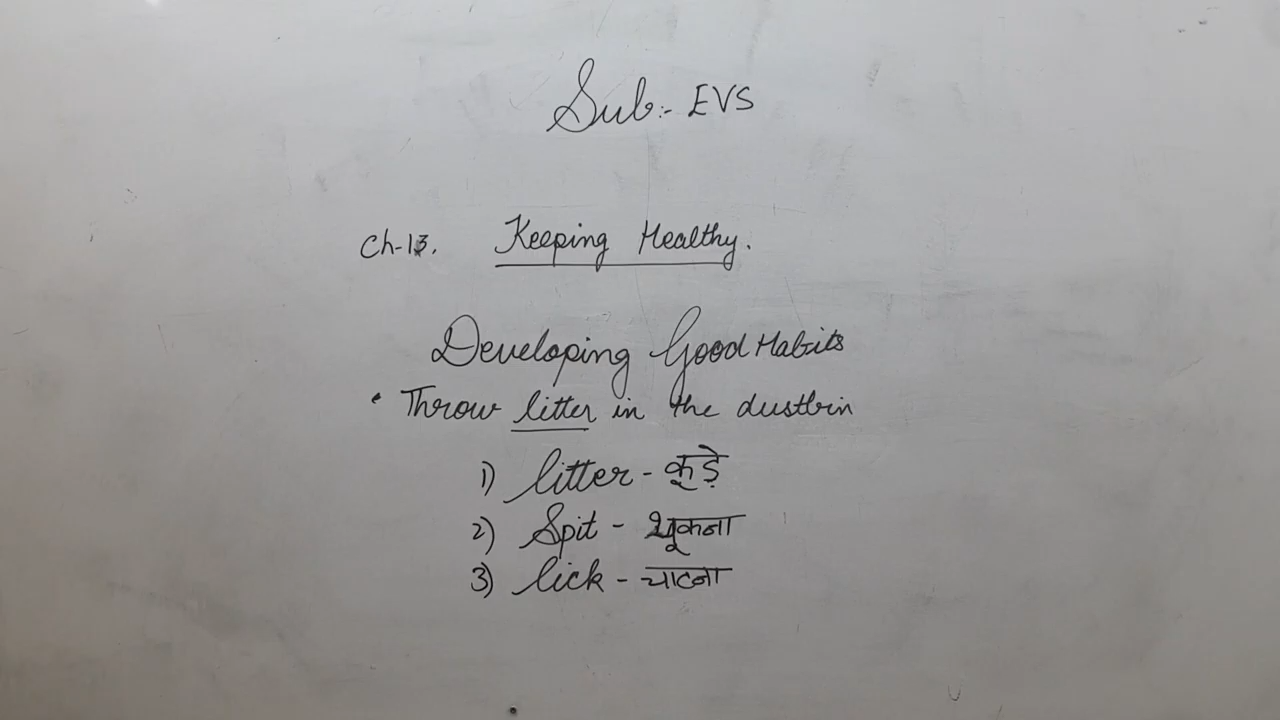 Sub:- EVS
Ch-13. Keeping Healthy.
Developing Good Habits
• Throw litter in the dustbin
1) litter - कूड़े
2) Spit - थूकना
3) lick - चाटना